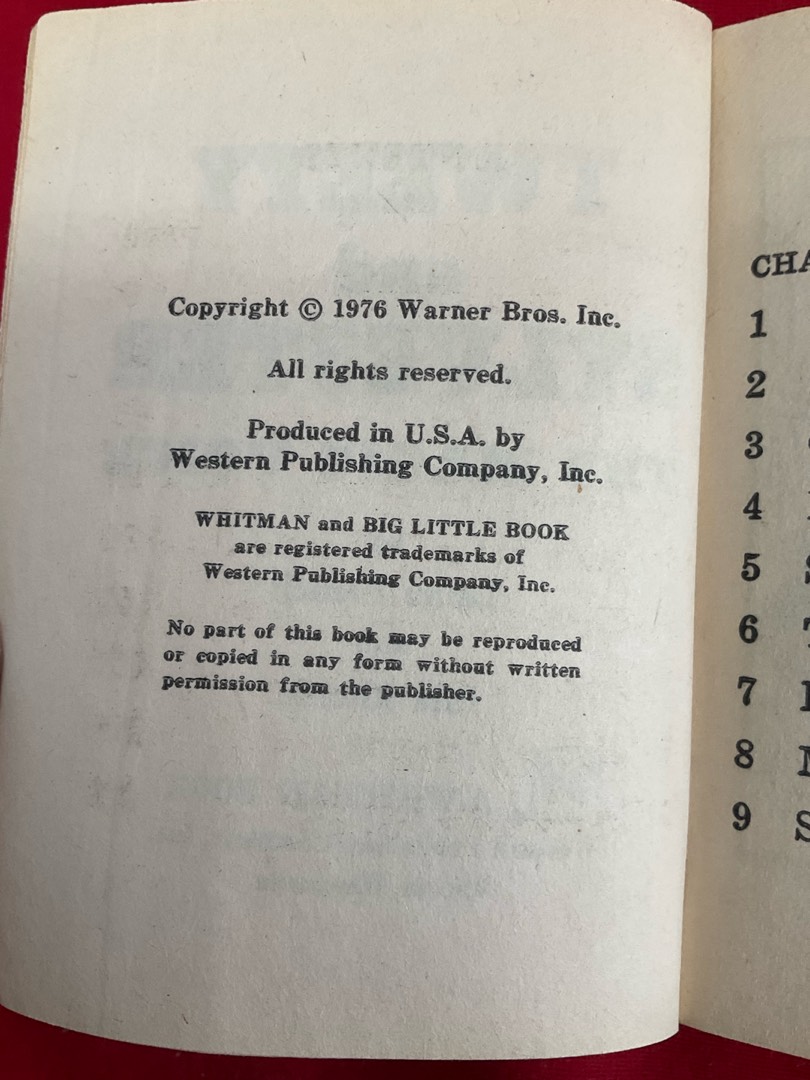 Copyright © 1976 Warner Bros. Inc.
All rights reserved.
Produced in U.S.A. by
Western Publishing Company, Inc.
WHITMAN and BIG LITTLE BOOK
are registered trademarks of
Western Publishing Company, Inc.
No part of this book may be reproduced
or copied in any form without written
permission from the publisher.
CHA
1
2
3
4
5
6
7
8
9